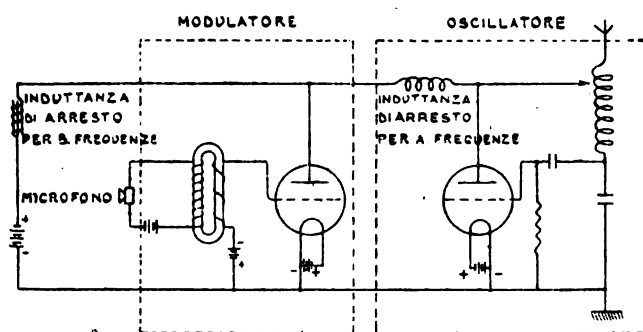 MODULATORE
OSCILLATORE
INDUTTANZA
DI ARRESTO
PER B FREQUENZE
INDUTTANZA
DI ARRESTO
PER A FREQUENZE
MICROFONO
+
-
-
+
-
+
+
-